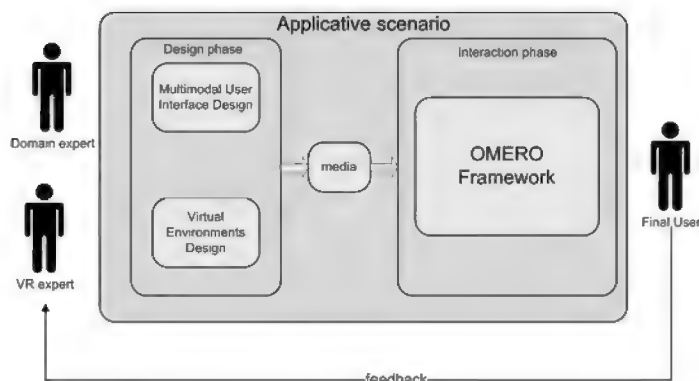 Applicative scenario
Design phase
Multimodal User
Interface Design
Virtual
Environments
Design
media
Interaction phase
OMERO
Framework
Domain expert
VR expert
Final User
feedback